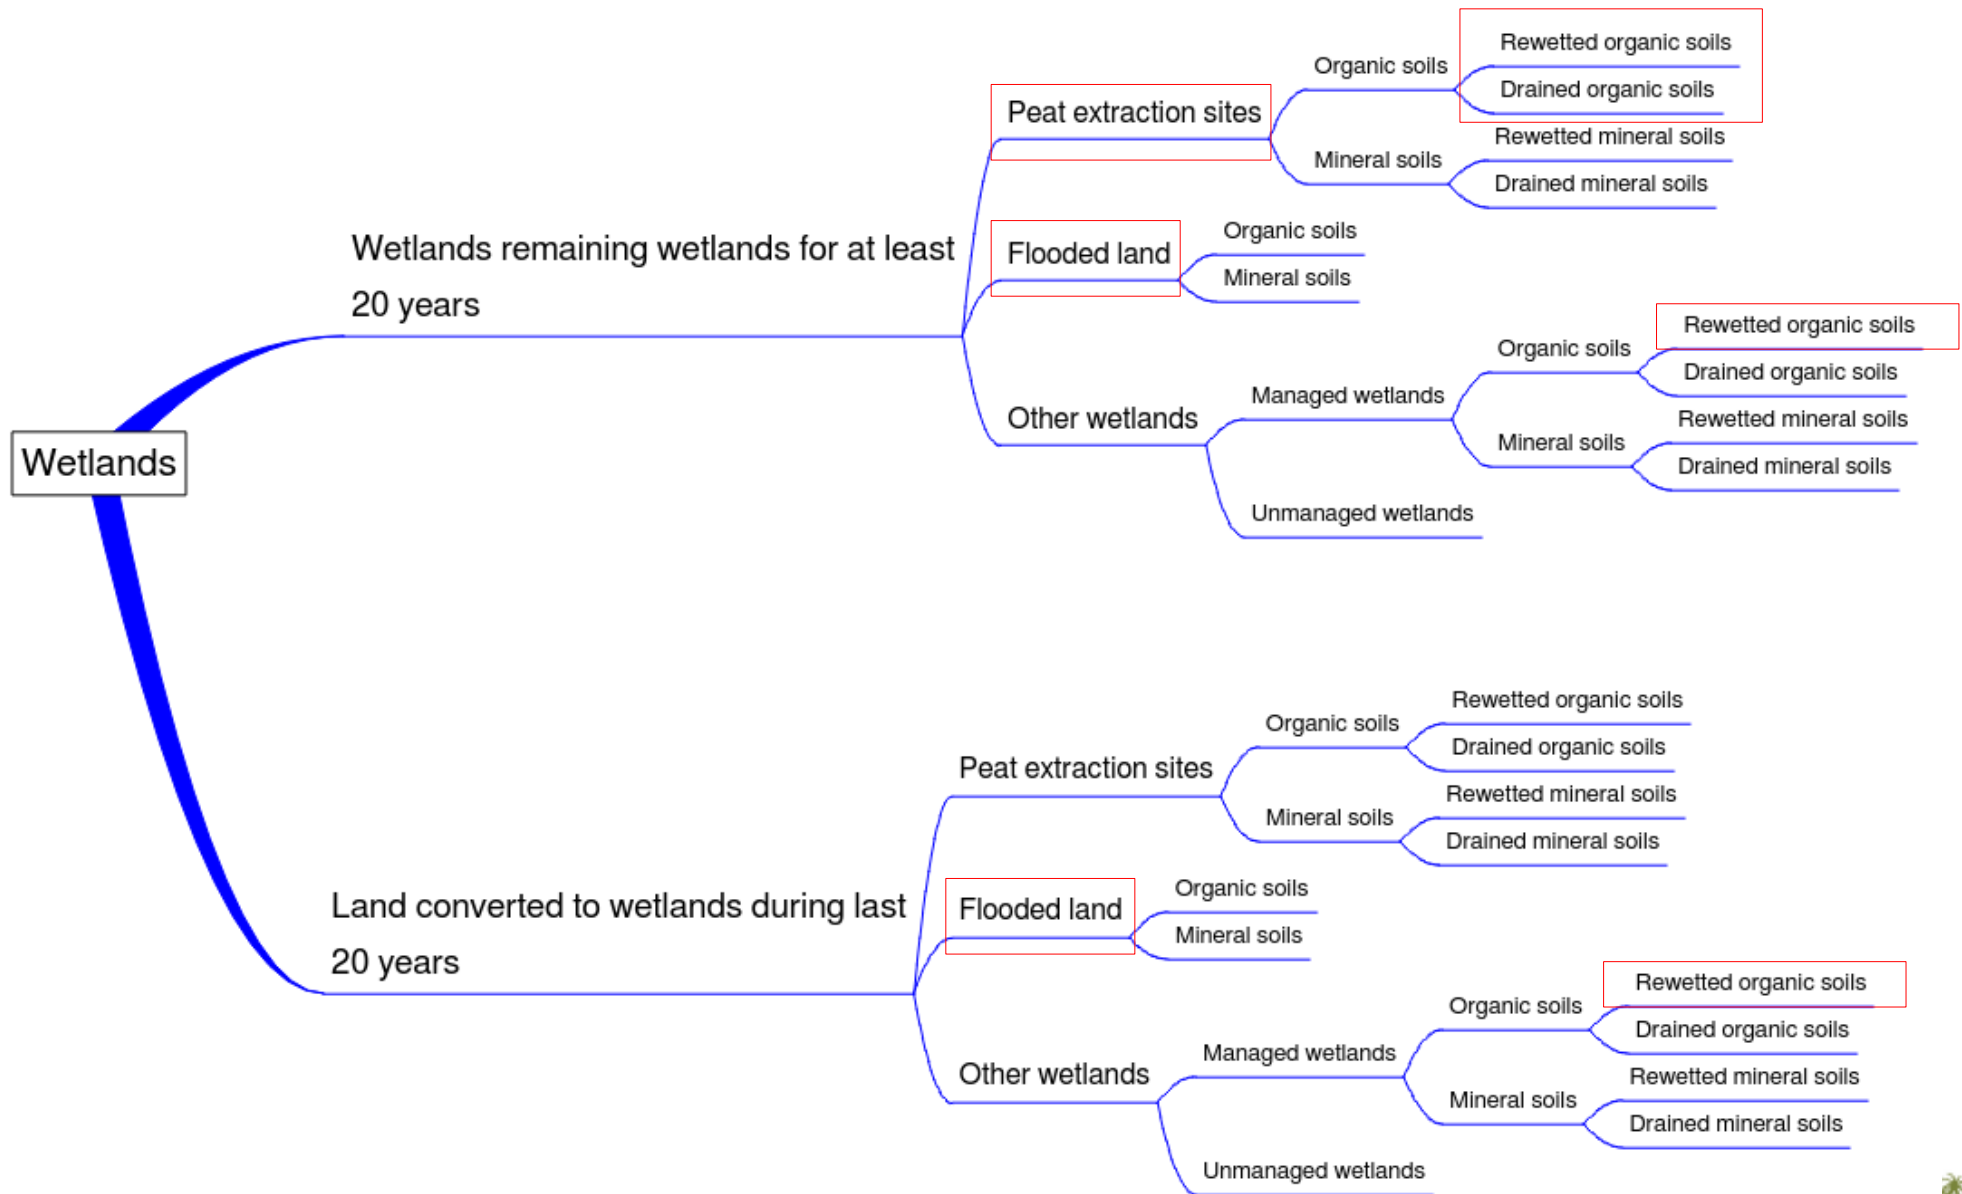 Wetlands
Wetlands remaining wetlands for at least
20 years
Peat extraction sites
Organic soils
Rewetted organic soils
Drained organic soils
Mineral soils
Rewetted mineral soils
Drained mineral soils
Flooded land
Organic soils
Mineral soils
Other wetlands
Managed wetlands
Organic soils
Rewetted organic soils
Drained organic soils
Mineral soils
Rewetted mineral soils
Drained mineral soils
Unmanaged wetlands
Land converted to wetlands during last
20 years
Peat extraction sites
Organic soils
Rewetted organic soils
Drained organic soils
Mineral soils
Rewetted mineral soils
Drained mineral soils
Flooded land
Organic soils
Mineral soils
Other wetlands
Managed wetlands
Organic soils
Rewetted organic soils
Drained organic soils
Mineral soils
Rewetted mineral soils
Drained mineral soils
Unmanaged wetlands